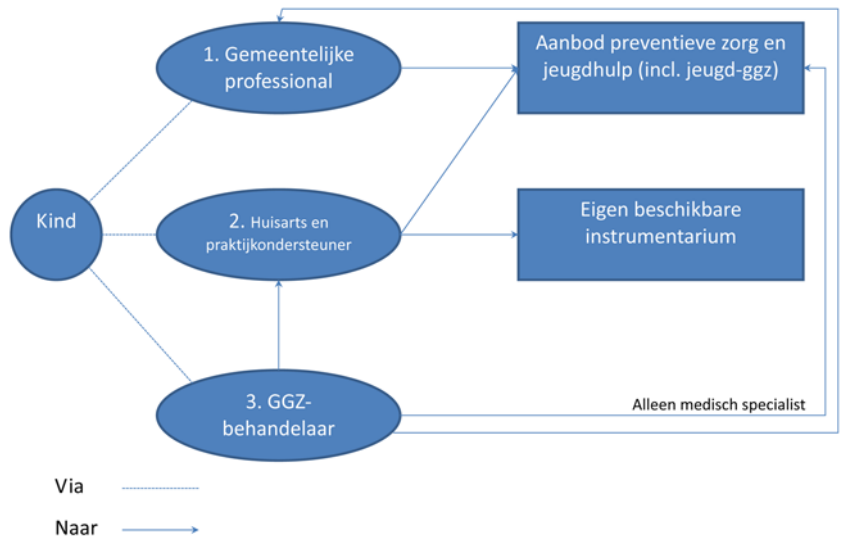 1. Gemeentelijke
professional
Aanbod preventieve zorg en
jeugdhulp (incl. jeugd-ggz)
Kind
2. Huisarts en
praktijkondersteuner
Eigen beschikbare
instrumentarium
3. GGZ-
behandelaar
Alleen medisch specialist
Via
Naar